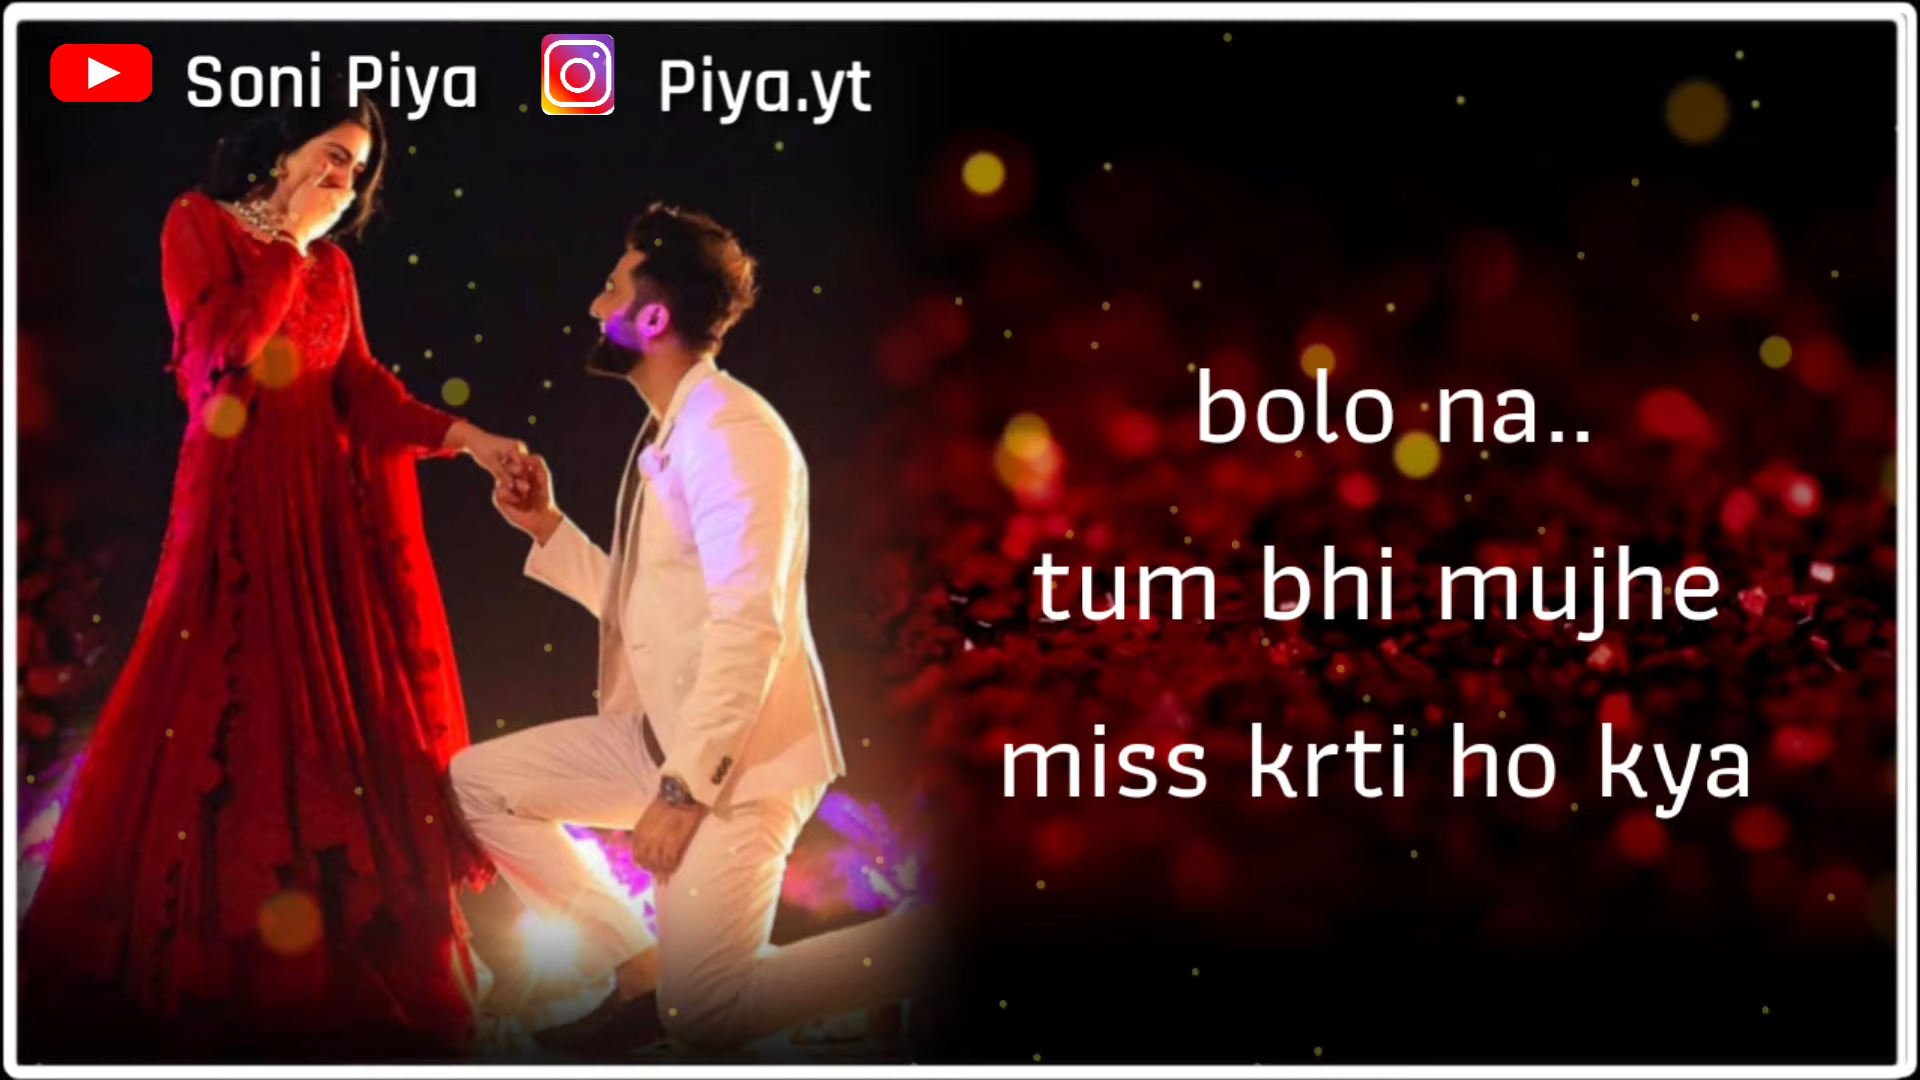 Soni Piya Piya.yt
bolo na..
tum bhi mujhe
miss krti ho kya